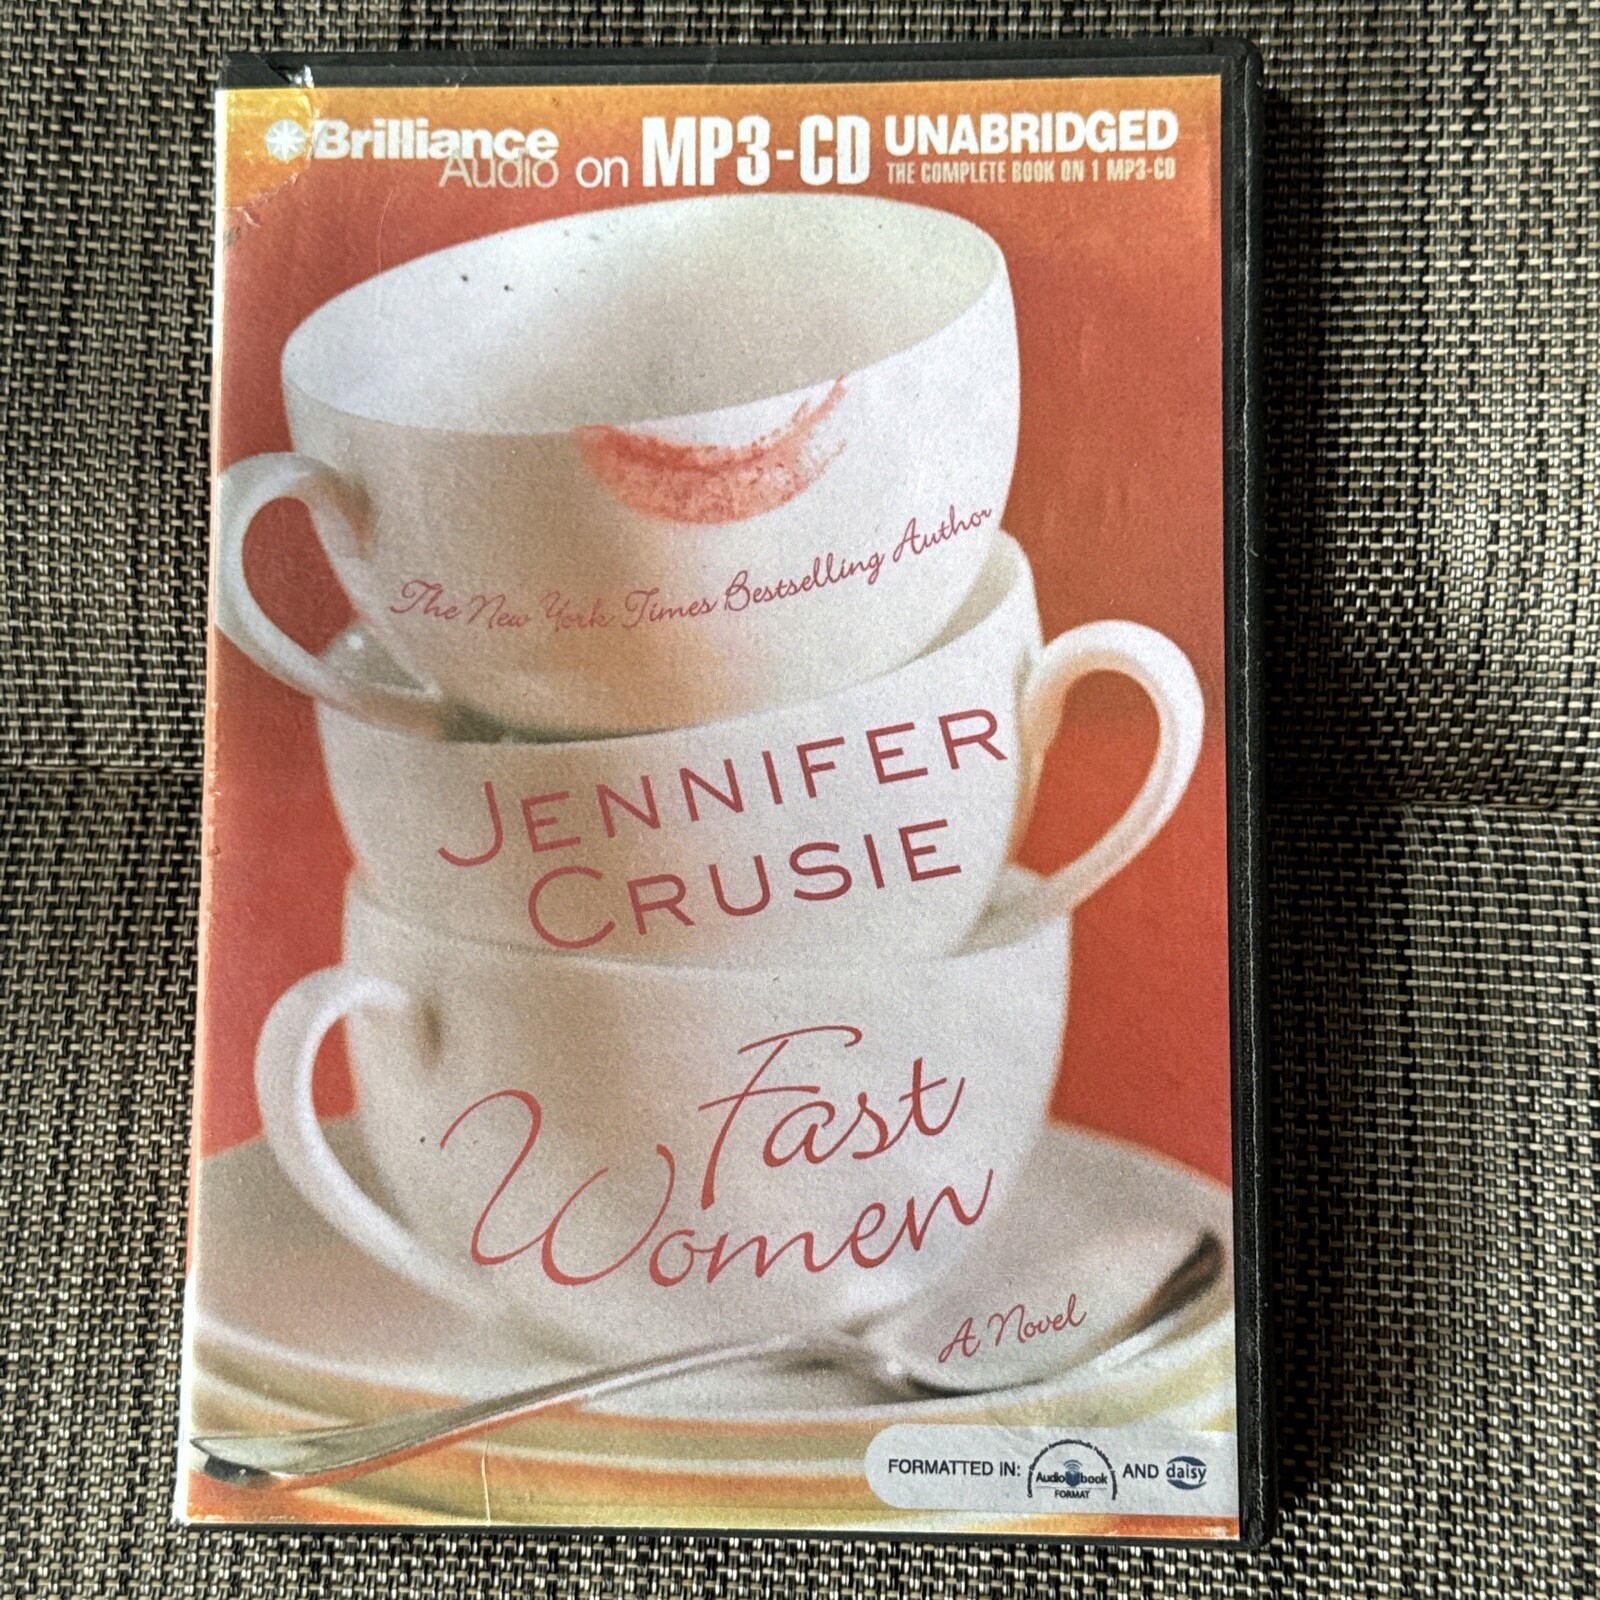 Brilliance Audio on MP3-CD UNABRIDGED
THE COMPLETE BOOK ON 1 MP3-CD
The New York Times Bestselling Author
JENNIFER
CRUSIE
Fast
Women
A Novel
FORMATTED IN: Audiobook FORMAT AND daisy